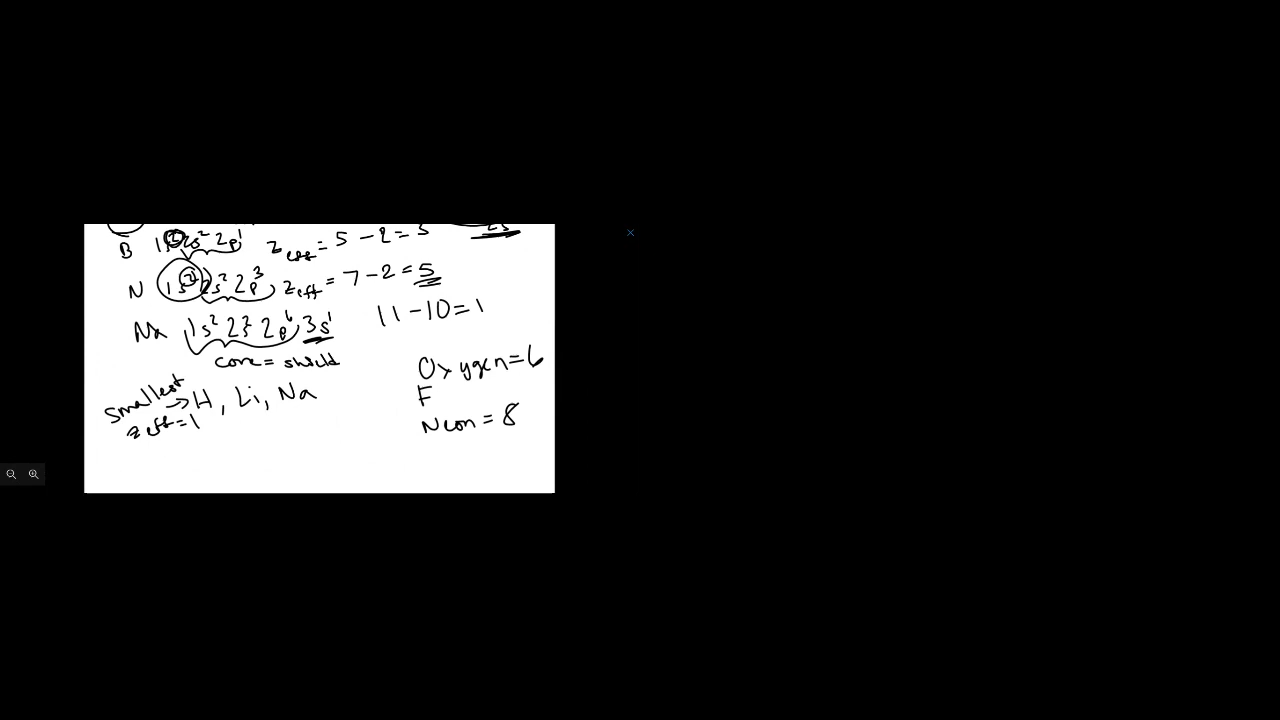 B 1s² 2s² 2p¹ Zeff = 5 - 2 = 3
N 1s² 2s² 2p³ Zeff = 7 - 2 = 5
Na 1s² 2s² 2p⁶ 3s¹ 11 - 10 = 1
core = shield
Oxygen = 6
smallest → H, Li, Na
F
zeff = 1
Neon = 8